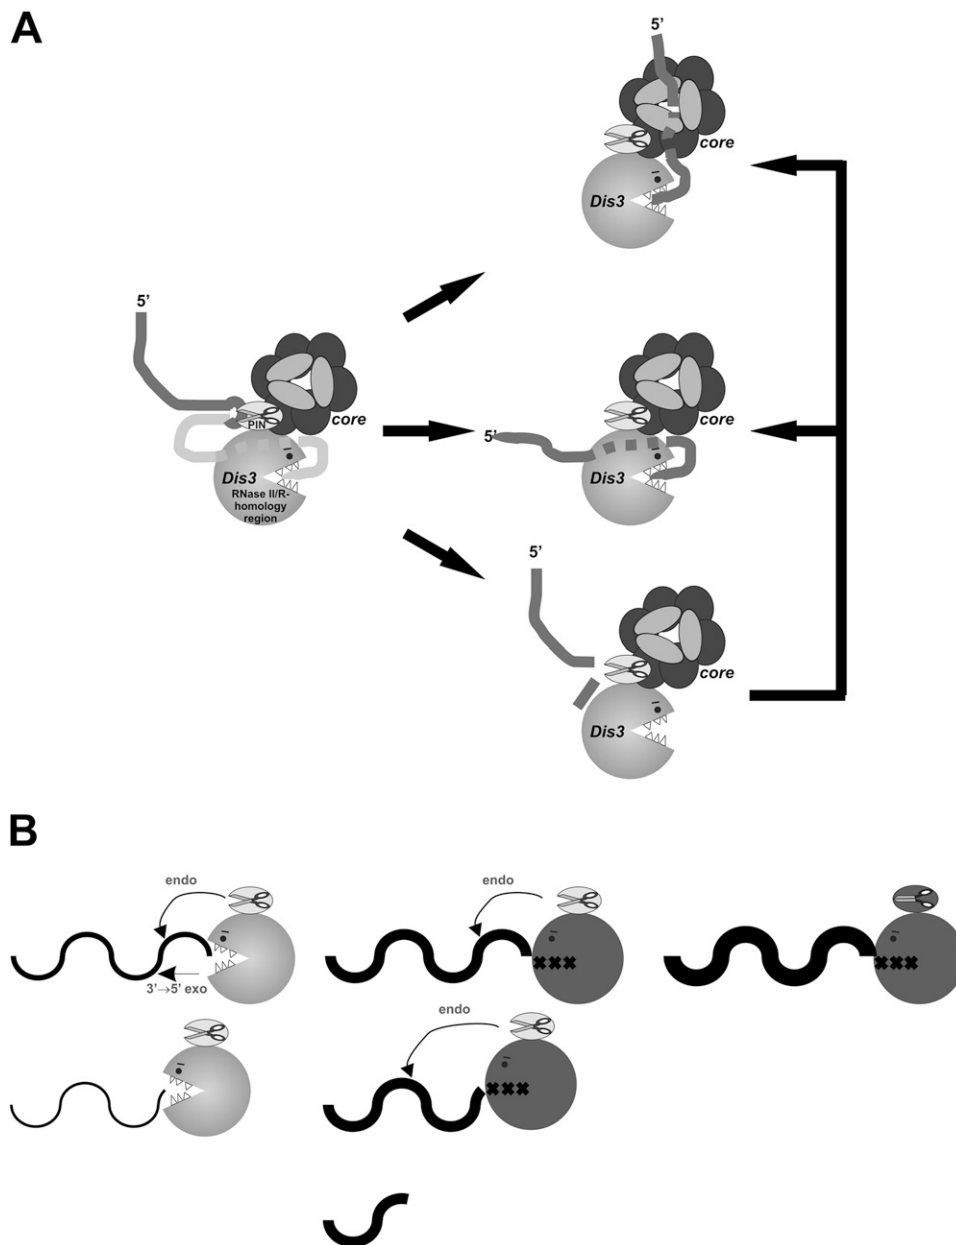 A
5'
core
Dis3
5'
PIN
core
Dis3
RNase II/R-
homology
region
5'
core
Dis3
5'
core
Dis3
B
endo
3'→5' exo
endo
endo